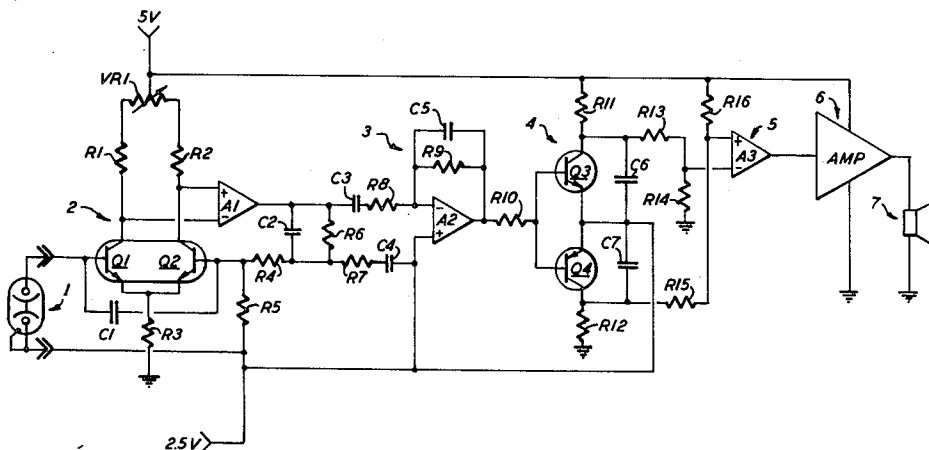 5V
VR1
R1
R2
2
A1
Q1
Q2
1
C1
R3
R4
R5
2.5V
C2
R6
C3
R8
R7
C4
3
C5
R9
A2
R10
4
R11
Q3
Q4
R12
C6
C7
R13
R14
R15
R16
5
A3
6
AMP
7
+
-
-
+
+
-